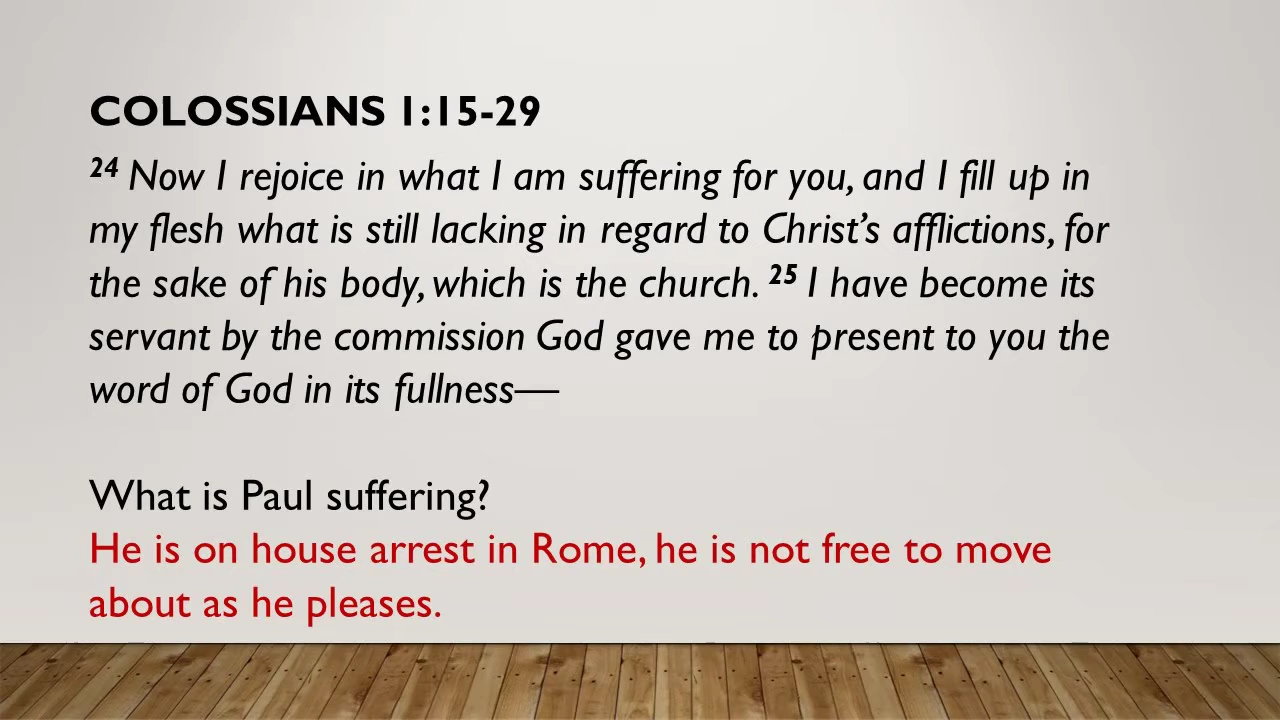 COLOSSIANS 1:15-29
24 Now I rejoice in what I am suffering for you, and I fill up in
my flesh what is still lacking in regard to Christ’s afflictions, for
the sake of his body, which is the church. 25 I have become its
servant by the commission God gave me to present to you the
word of God in its fullness—
What is Paul suffering?
He is on house arrest in Rome, he is not free to move
about as he pleases.